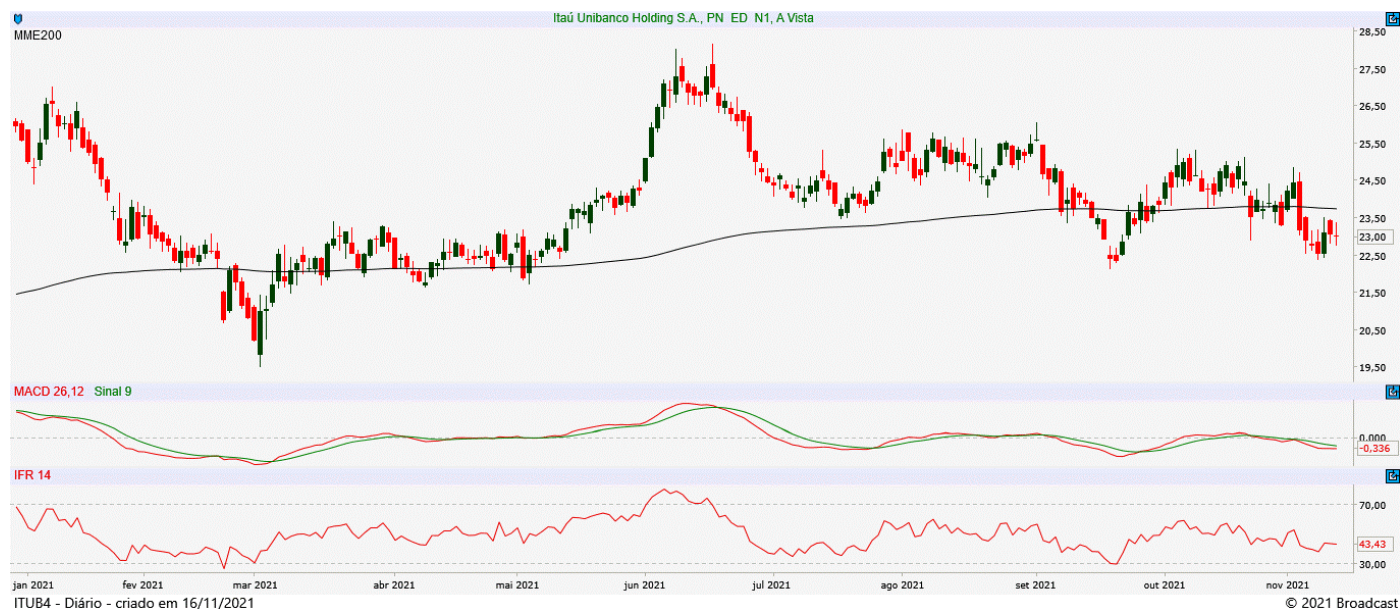 Itaú Unibanco Holding S.A., PN ED N1, A Vista
MME200
28,50
27,50
26,50
25,50
24,50
23,50
23,00
22,50
21,50
20,50
19,50
MACD 26,12 Sinal 9
0,000
-0,336
IFR 14
70,00
43,43
30,00
jan 2021 fev 2021 mar 2021 abr 2021 mai 2021 jun 2021 jul 2021 ago 2021 set 2021 out 2021 nov 2021
ITUB4 - Diário - criado em 16/11/2021 © 2021 Broadcast